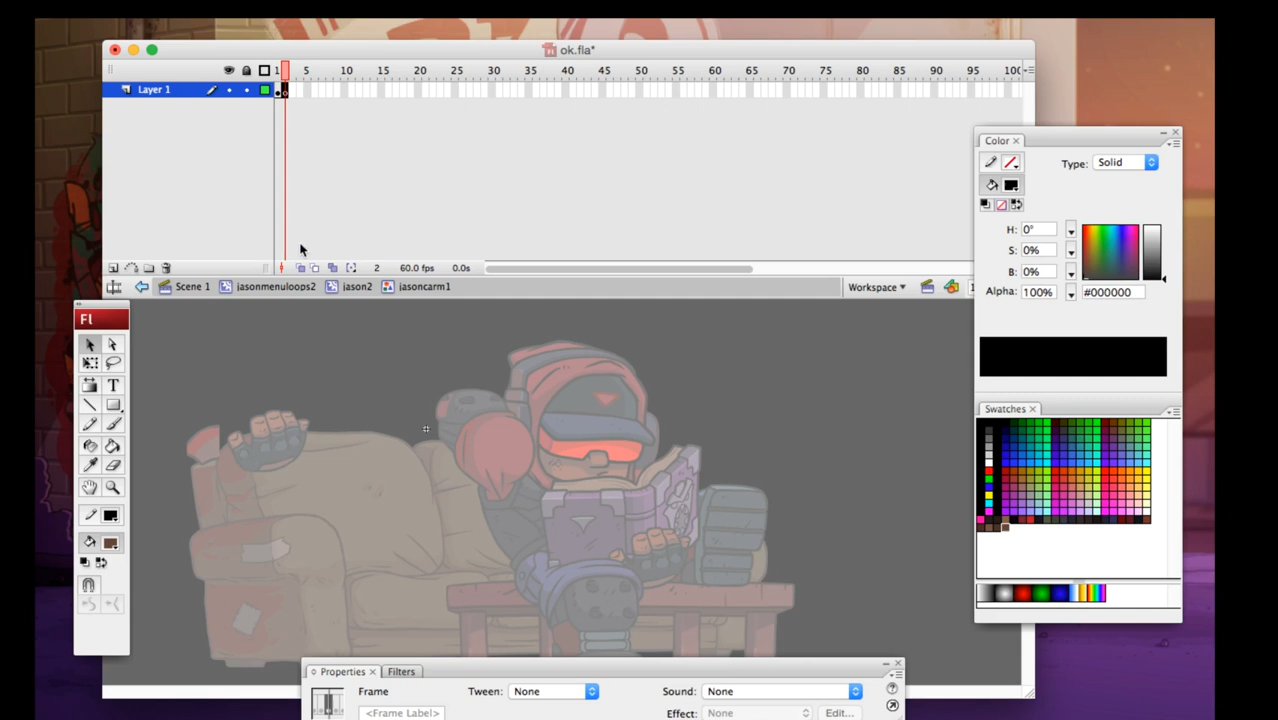 ok.fla*
1 5 10 15 20 25 30 35 40 45 50 55 60 65 70 75 80 85 90 95 100
Layer 1
2 60.0 fps 0.0s
Scene 1 jasonmenuloops2 jason2 jasoncarm1 Workspace
Fl
T
Color
Type: Solid
H: 0°
S: 0%
B: 0%
Alpha: 100% #000000
Swatches
Properties Filters
Frame Tween: None Sound: None
<Frame Label> Effect: None Edit...